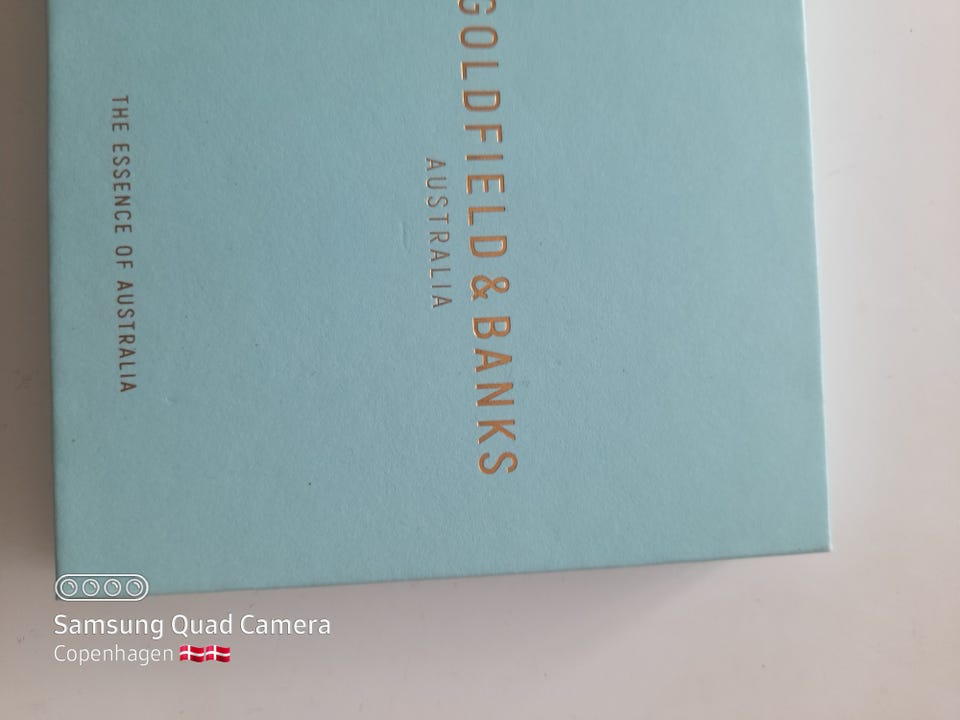 GOLDFIELD & BANKS
AUSTRALIA
THE ESSENCE OF AUSTRALIA
Samsung Quad Camera
Copenhagen 🇩🇰🇩🇰